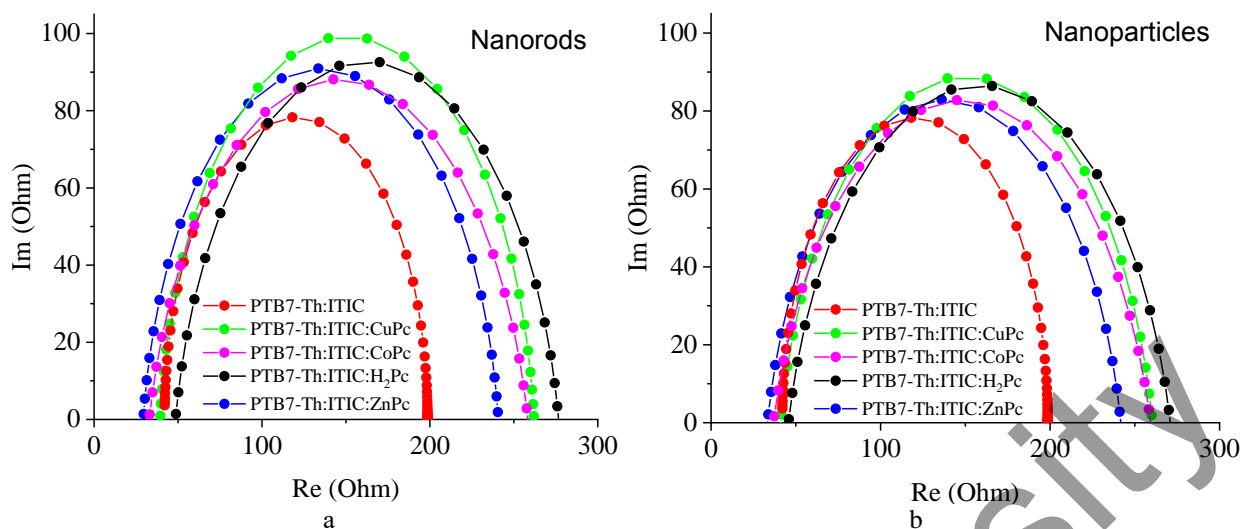 Nanorods
Im (Ohm)
100
80
60
40
20
0
PTB7-Th:ITIC
PTB7-Th:ITIC:CuPc
PTB7-Th:ITIC:CoPc
PTB7-Th:ITIC:H₂Pc
PTB7-Th:ITIC:ZnPc
0 100 200 300
Re (Ohm)
a
Nanoparticles
Im (Ohm)
100
80
60
40
20
0
PTB7-Th:ITIC
PTB7-Th:ITIC:CuPc
PTB7-Th:ITIC:CoPc
PTB7-Th:ITIC:H₂Pc
PTB7-Th:ITIC:ZnPc
0 100 200 300
Re (Ohm)
b
sity